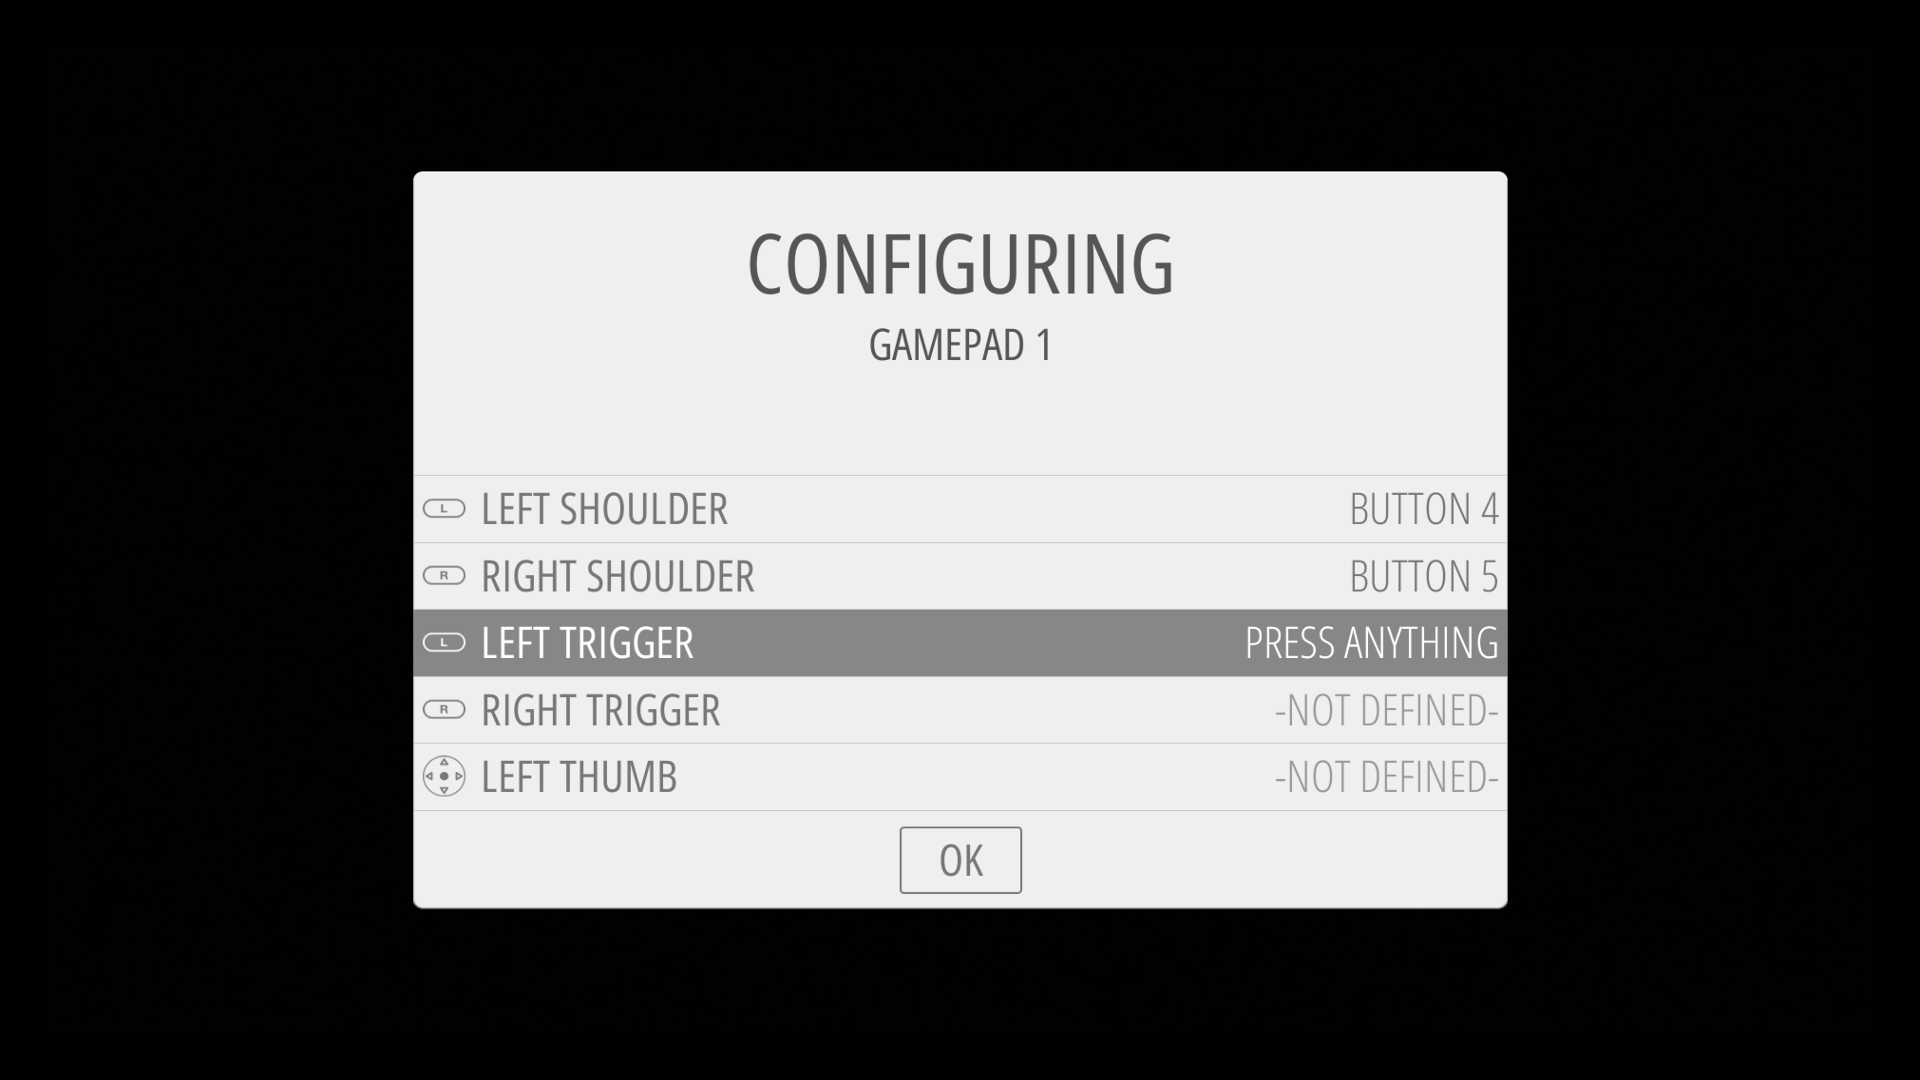 CONFIGURING
GAMEPAD 1
L LEFT SHOULDER BUTTON 4
R RIGHT SHOULDER BUTTON 5
L LEFT TRIGGER PRESS ANYTHING
R RIGHT TRIGGER -NOT DEFINED-
LEFT THUMB -NOT DEFINED-
OK